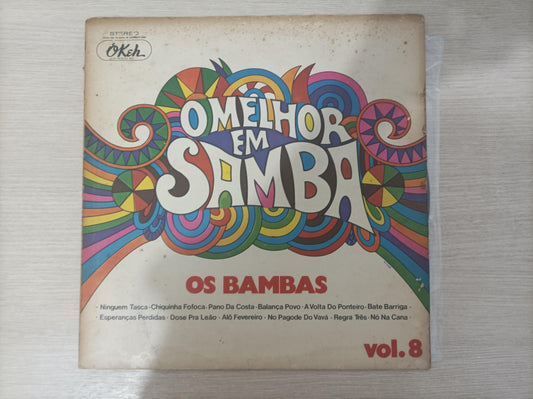 STEREO
OKeh
O MELHOR
EM
SAMBA
OS BAMBAS
Ninguem Tasca - Chiquinha Fofoca - Pano Da Costa - Balança Povo - A Volta Do Ponteiro - Bate Barriga -
Esperanças Perdidas - Dose Pra Leão - Alô Fevereiro - No Pagode Do Vavá - Regra Três - Nó Na Cana -
vol. 8